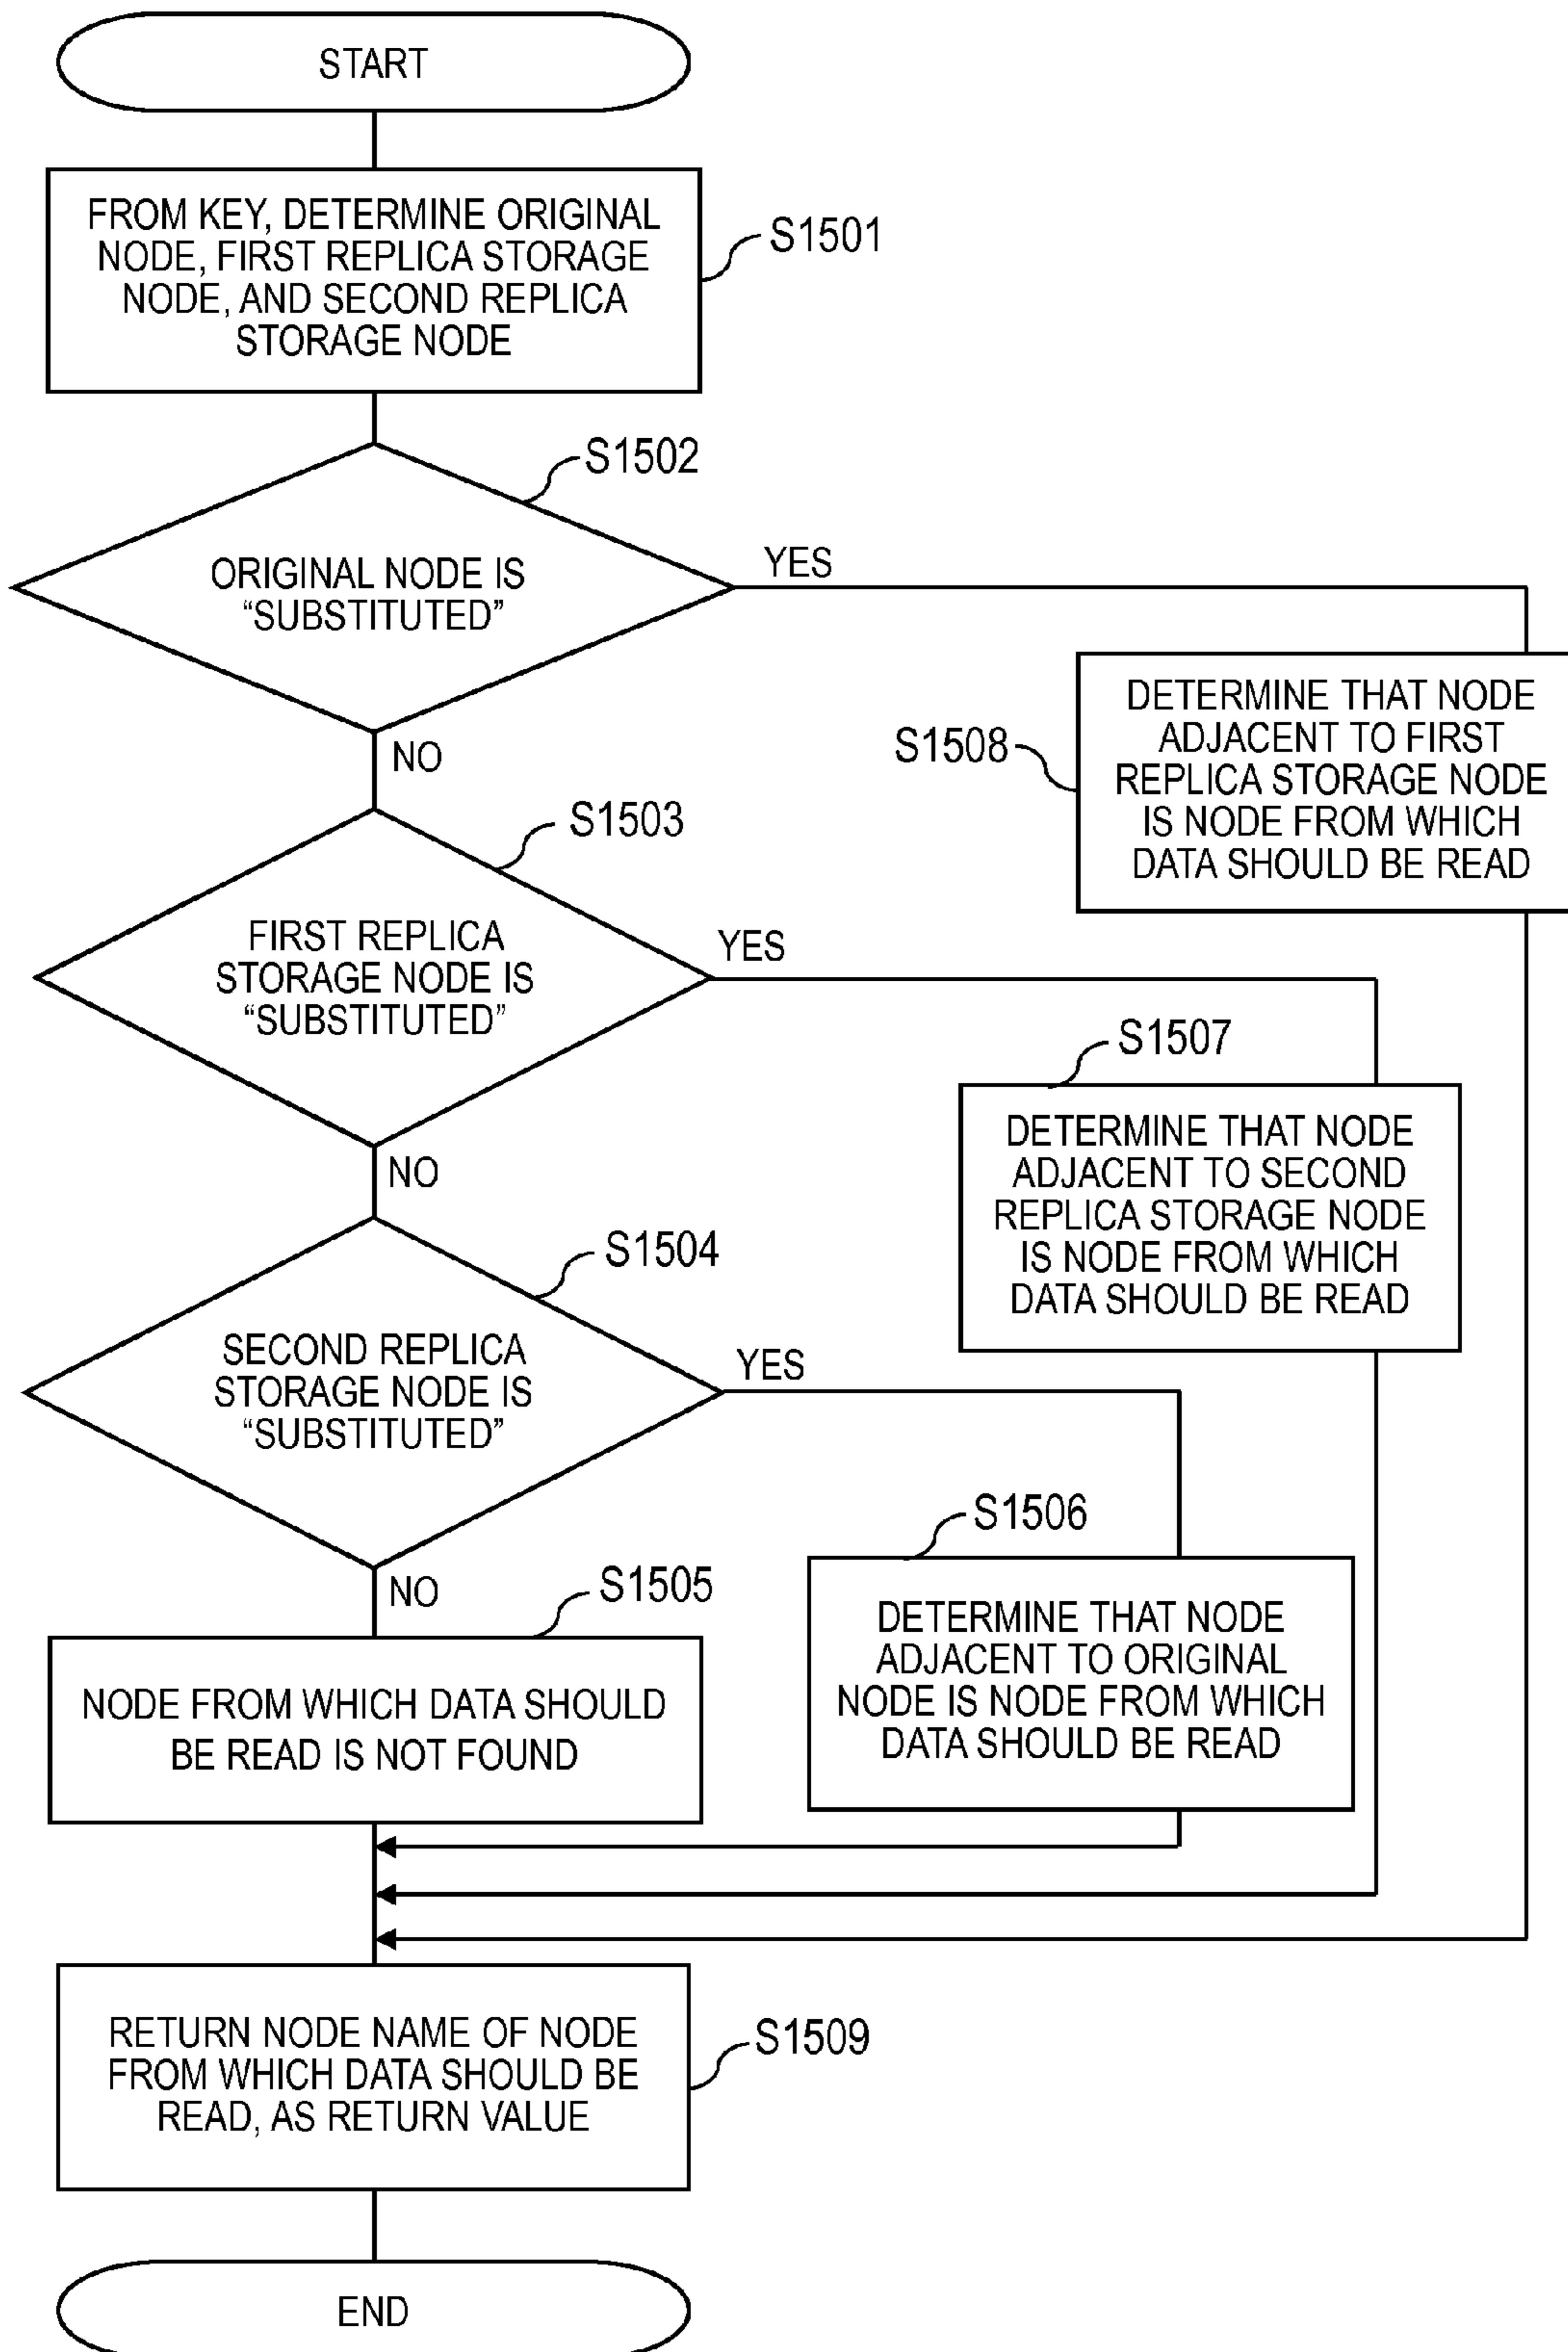 START
FROM KEY, DETERMINE ORIGINAL
NODE, FIRST REPLICA STORAGE
NODE, AND SECOND REPLICA
STORAGE NODE
S1501
S1502
ORIGINAL NODE IS
“SUBSTITUTED”
YES
NO
S1508
DETERMINE THAT NODE
ADJACENT TO FIRST
REPLICA STORAGE NODE
IS NODE FROM WHICH
DATA SHOULD BE READ
S1503
FIRST REPLICA
STORAGE NODE IS
“SUBSTITUTED”
YES
NO
S1507
DETERMINE THAT NODE
ADJACENT TO SECOND
REPLICA STORAGE NODE
IS NODE FROM WHICH
DATA SHOULD BE READ
S1504
SECOND REPLICA
STORAGE NODE IS
“SUBSTITUTED”
YES
NO
S1506
DETERMINE THAT NODE
ADJACENT TO ORIGINAL
NODE IS NODE FROM WHICH
DATA SHOULD BE READ
S1505
NODE FROM WHICH DATA SHOULD
BE READ IS NOT FOUND
RETURN NODE NAME OF NODE
FROM WHICH DATA SHOULD BE
READ, AS RETURN VALUE
S1509
END